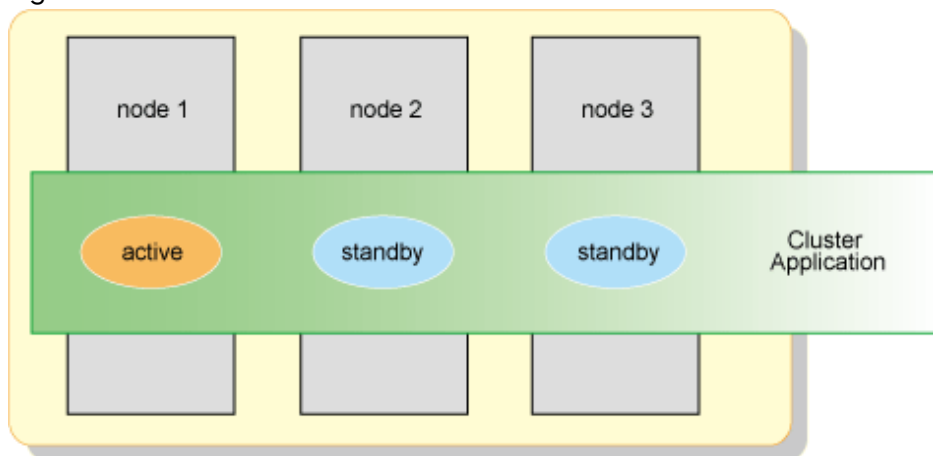 node 1
node 2
node 3
active
standby
standby
Cluster
Application